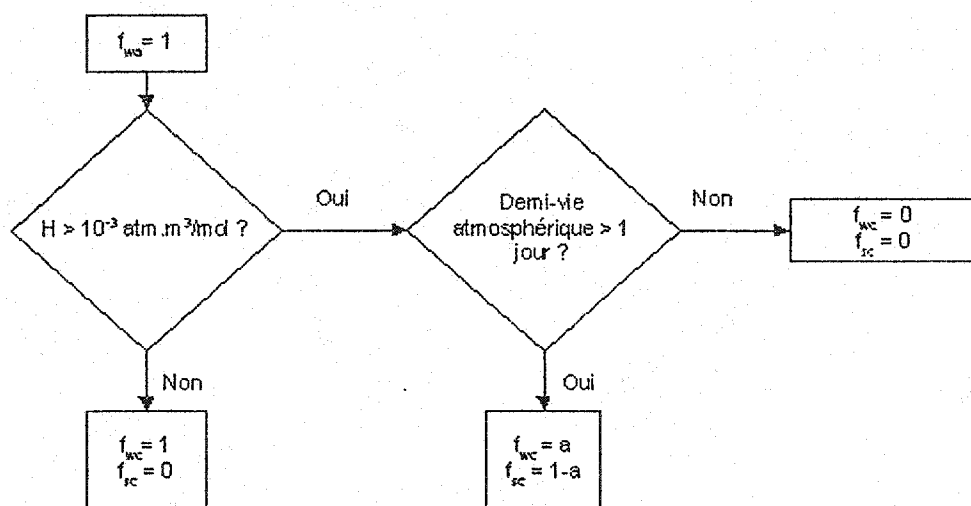 f_wa = 1
H > 10⁻³ atm.m³/mol ?
Oui
Demi-vie
atmosphérique > 1
jour ?
Non
f_wc = 0
f_sc = 0
Non
f_wc = 1
f_sc = 0
Oui
f_wc = a
f_sc = 1-a